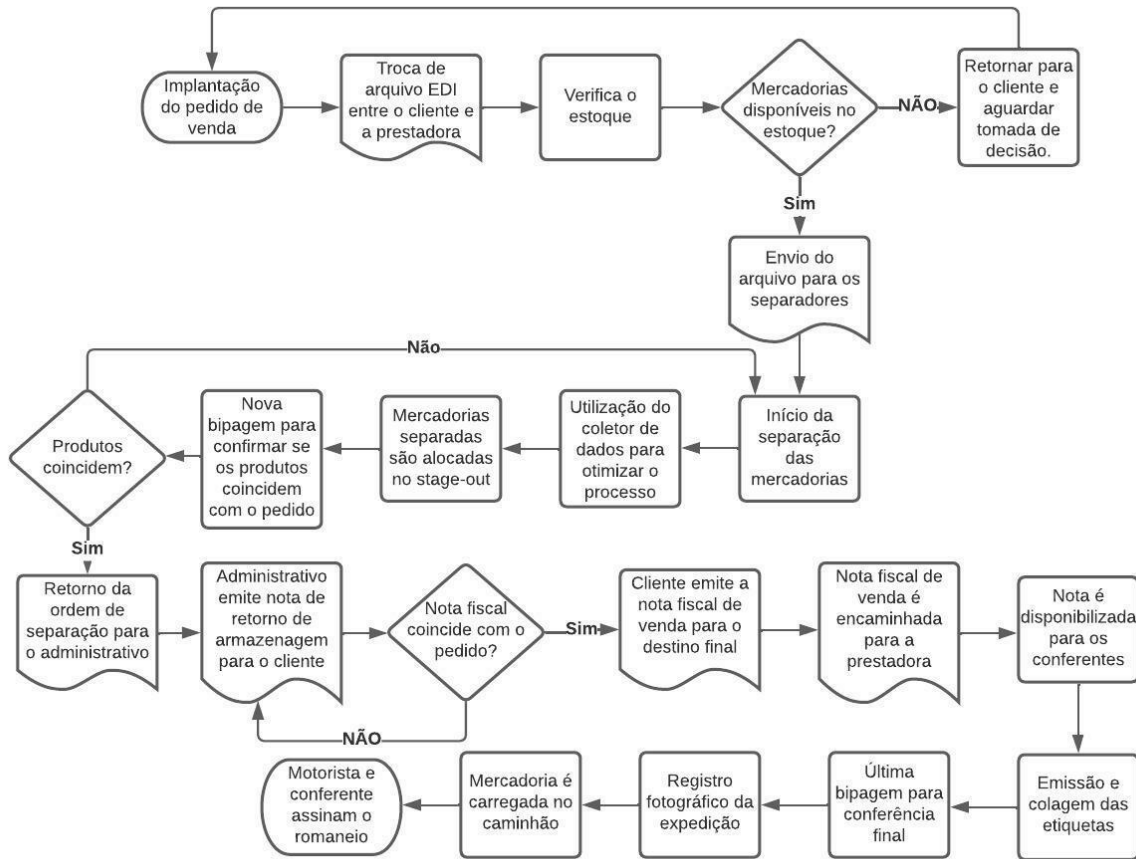 Implantação
do pedido de
venda
Troca de
arquivo EDI
entre o cliente e
a prestadora
Verifica o
estoque
Mercadorias
disponíveis no
estoque?
NÃO
Retornar para
o cliente e
aguardar
tomada de
decisão.
Sim
Envio do
arquivo para os
separadores
Não
Início da
separação
das
mercadorias
Utilização do
coletor de
dados para
otimizar o
processo
Mercadorias
separadas
são alocadas
no stage-out
Nova
bipagem para
confirmar se
os produtos
coincidem
com o pedido
Produtos
coincidem?
Sim
Retorno da
ordem de
separação para
o administrativo
Administrativo
emite nota de
retorno de
armazenagem
para o cliente
Nota fiscal
coincide com o
pedido?
NÃO
Sim
Cliente emite a
nota fiscal de
venda para o
destino final
Nota fiscal de
venda é
encaminhada
para a
prestadora
Nota é
disponibilizada
para os
conferentes
Emissão e
colagem das
etiquetas
Última
bipagem para
conferência
final
Registro
fotográfico da
expedição
Mercadoria é
carregada no
caminhão
Motorista e
conferente
assinam o
romaneio